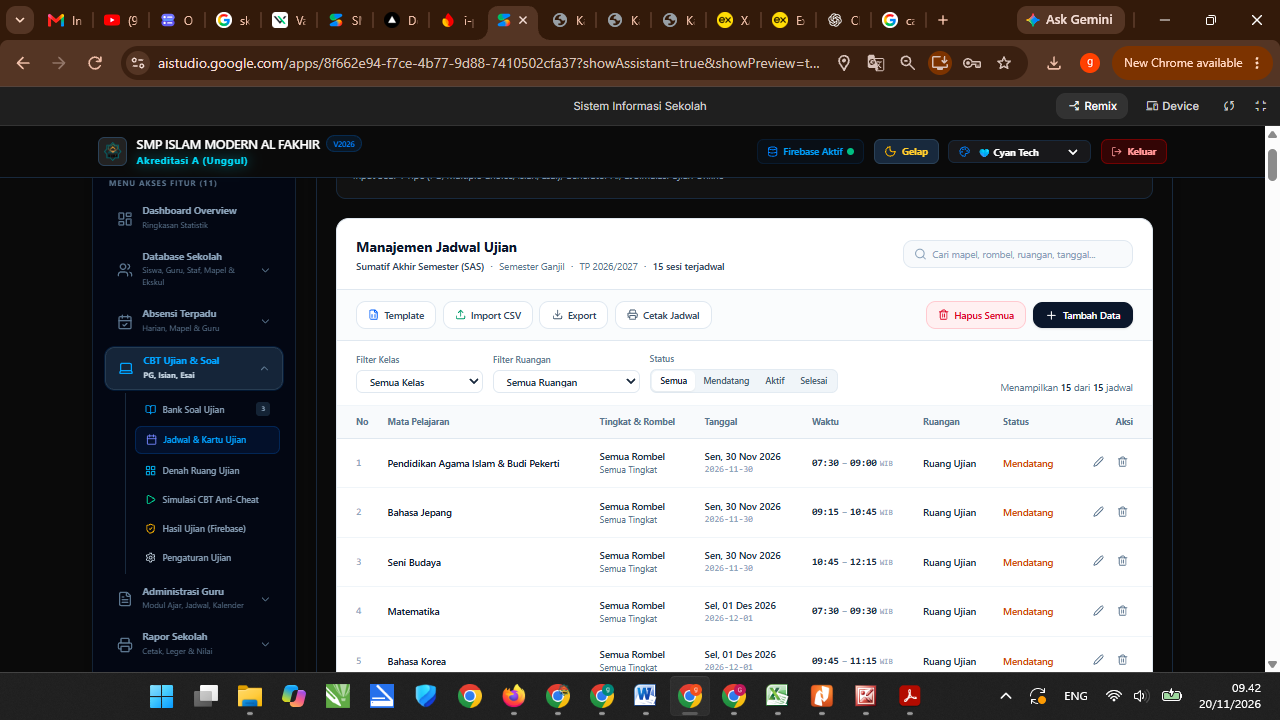 Ask Gemini
aistudio.google.com/apps/8f662e94-f7ce-4b77-9d88-7410502cfa37?showAssistant=true&showPreview=t...
g
New Chrome available
Sistem Informasi Sekolah
Remix
Device
SMP ISLAM MODERN AL FAKHIR
V2026
Akreditasi A (Unggul)
Firebase Aktif
Gelap
Cyan Tech
Keluar
MENU AKSES FITUR (11)
Dashboard Overview
Ringkasan Statistik
Database Sekolah
Siswa, Guru, Staf, Mapel &
Ekskul
Absensi Terpadu
Harian, Mapel & Guru
CBT Ujian & Soal
PG, Isian, Esai
Bank Soal Ujian
3
Jadwal & Kartu Ujian
Denah Ruang Ujian
Simulasi CBT Anti-Cheat
Hasil Ujian (Firebase)
Pengaturan Ujian
Administrasi Guru
Modul Ajar, Jadwal, Kalender
Rapor Sekolah
Cetak, Leger & Nilai
Manajemen Jadwal Ujian
Sumatif Akhir Semester (SAS) · Semester Ganjil · TP 2026/2027 · 15 sesi terjadwal
Cari mapel, rombel, ruangan, tanggal...
Template
Import CSV
Export
Cetak Jadwal
Hapus Semua
Tambah Data
Filter Kelas
Semua Kelas
Filter Ruangan
Semua Ruangan
Status
Semua
Mendatang
Aktif
Selesai
Menampilkan 15 dari 15 jadwal
No Mata Pelajaran Tingkat & Rombel Tanggal Waktu Ruangan Status Aksi
1 Pendidikan Agama Islam & Budi Pekerti Semua Rombel Sen, 30 Nov 2026 07:30 – 09:00 WIB Ruang Ujian Mendatang
Semua Tingkat 2026-11-30
2 Bahasa Jepang Semua Rombel Sen, 30 Nov 2026 09:15 – 10:45 WIB Ruang Ujian Mendatang
Semua Tingkat 2026-11-30
3 Seni Budaya Semua Rombel Sen, 30 Nov 2026 10:45 – 12:15 WIB Ruang Ujian Mendatang
Semua Tingkat 2026-11-30
4 Matematika Semua Rombel Sel, 01 Des 2026 07:30 – 09:30 WIB Ruang Ujian Mendatang
Semua Tingkat 2026-12-01
5 Bahasa Korea Semua Rombel Sel, 01 Des 2026 09:45 – 11:15 WIB Ruang Ujian Mendatang
Semua Tingkat 2026-12-01
ENG
09.42
20/11/2026